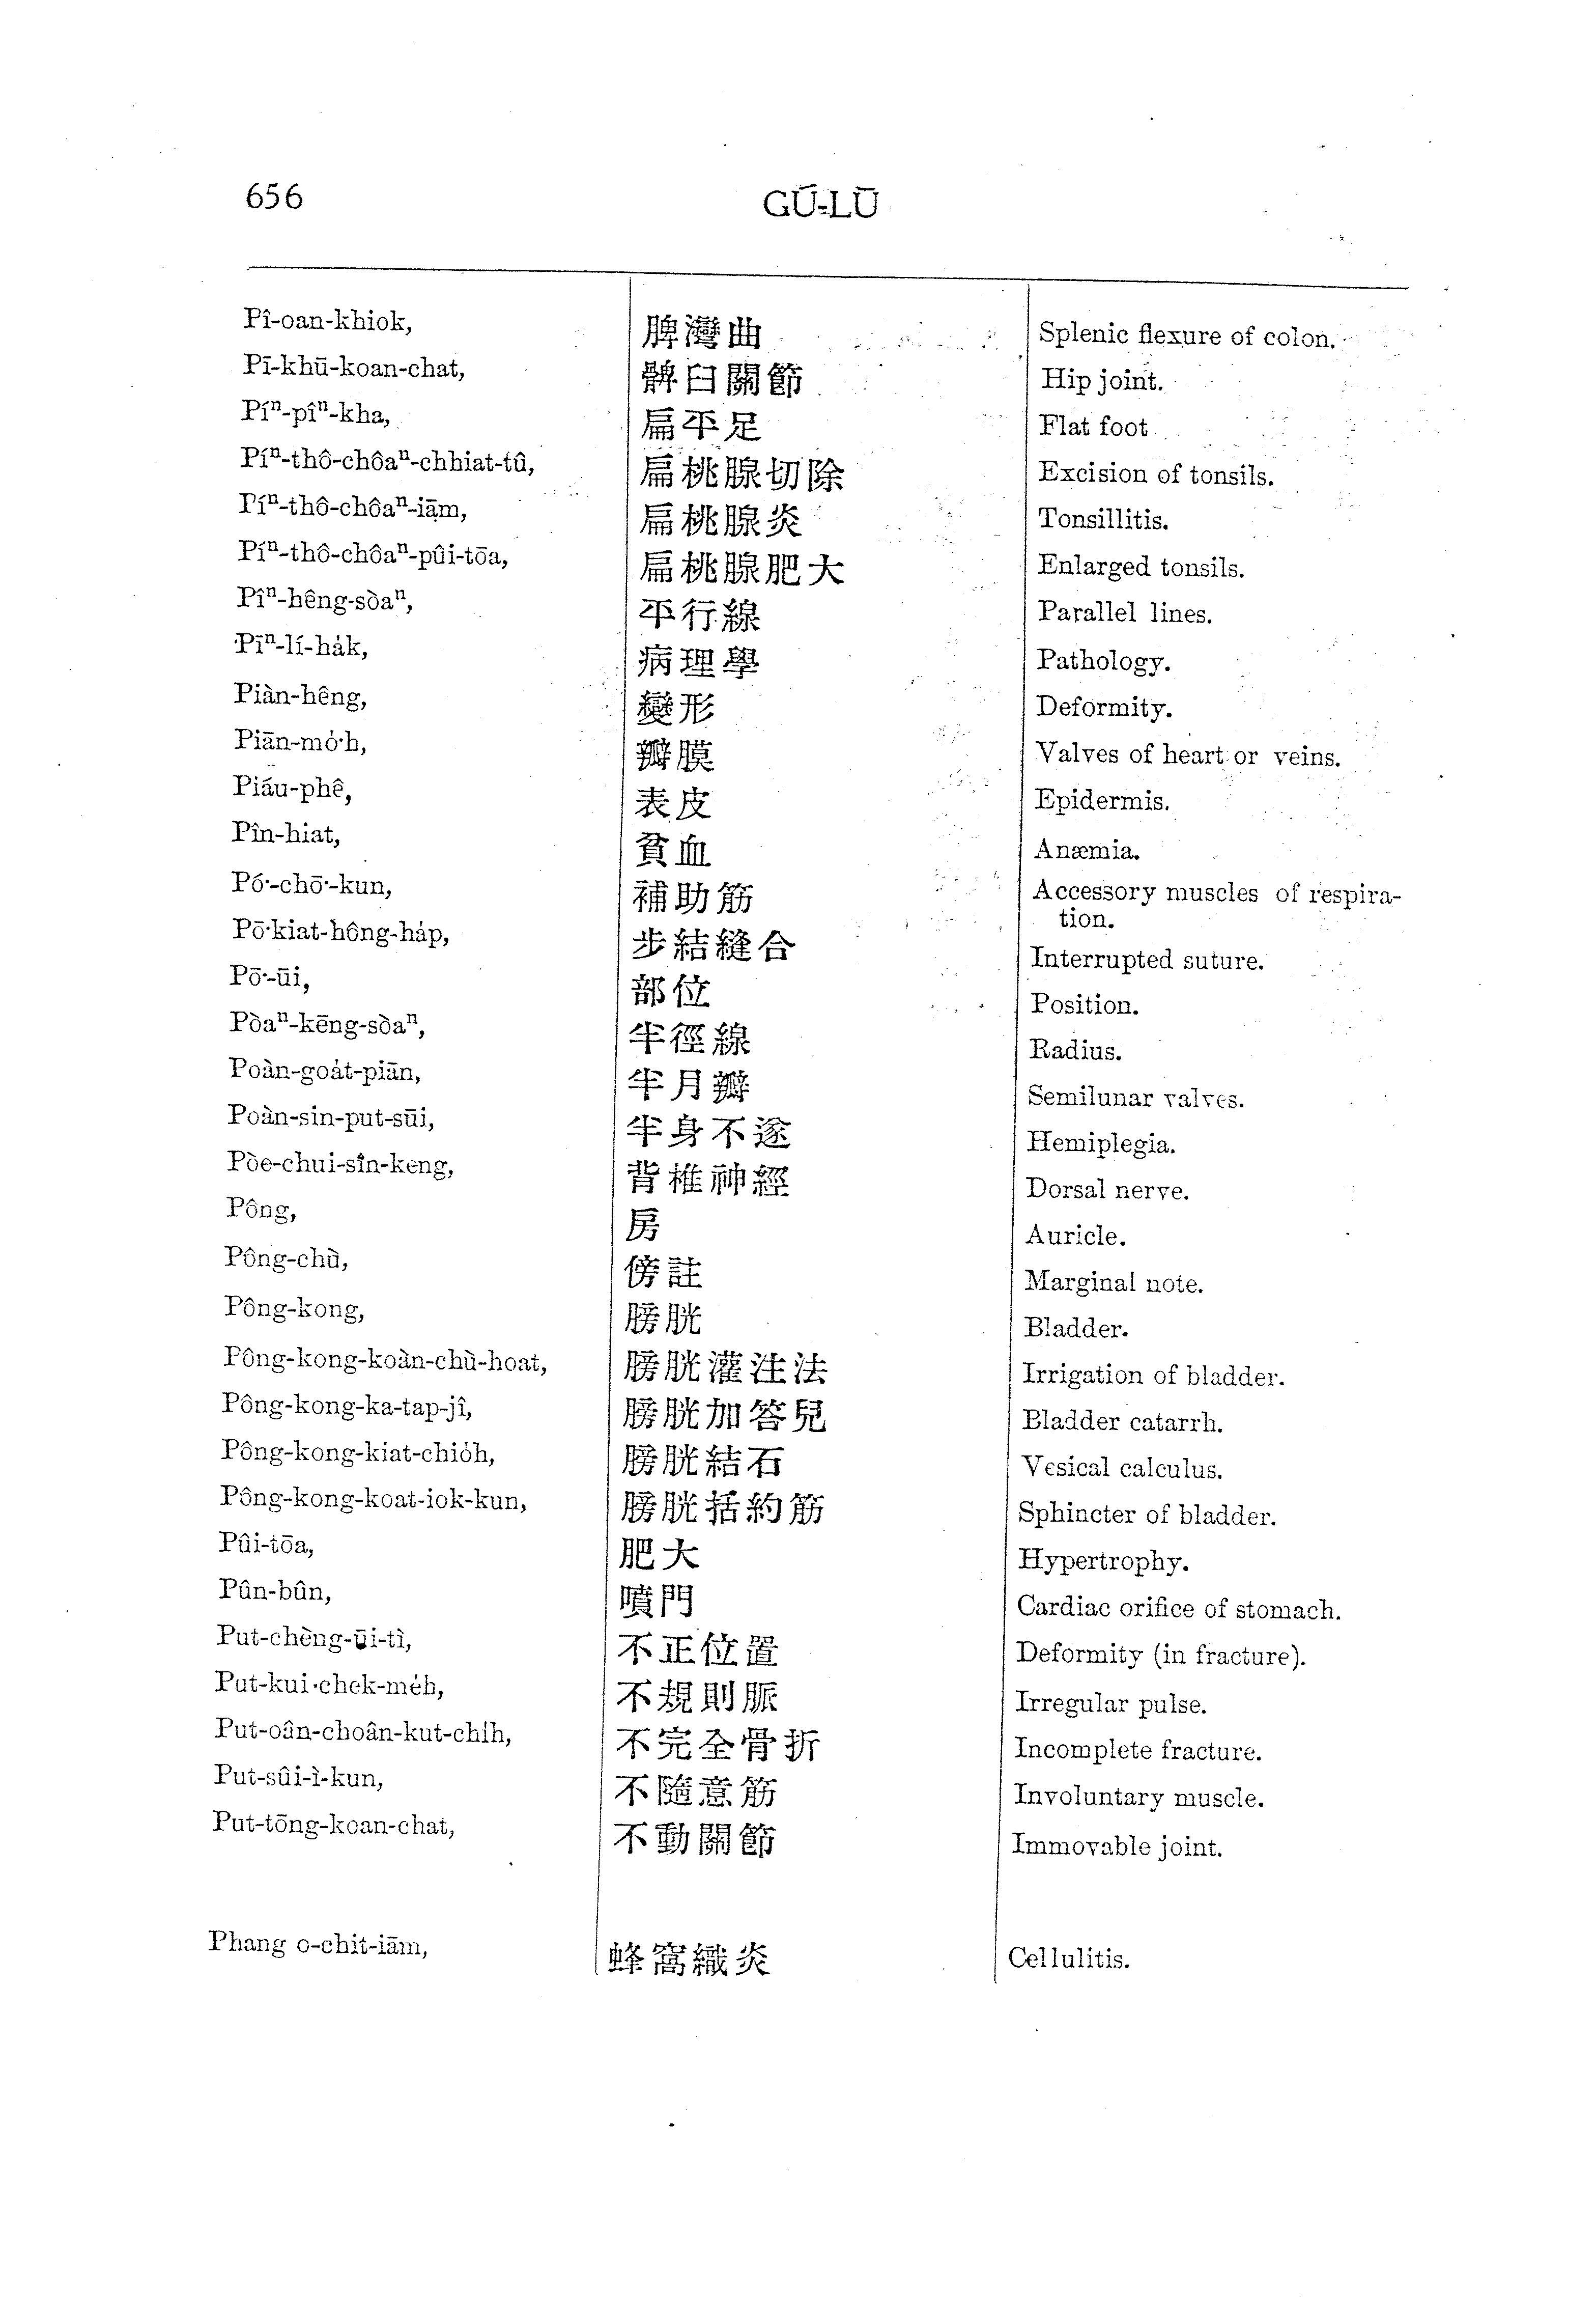 656
GÚ-LŪ
Pî-oan-khiok, 脾灣曲 Splenic flexure of colon.
Pī-khū-koan-chat, 髀臼關節 Hip joint.
Píⁿ-pîⁿ-kha, 扁平足 Flat foot
Píⁿ-thô-chôaⁿ-chhiat-tû, 扁桃腺切除 Excision of tonsils.
Píⁿ-thô-chôaⁿ-iām, 扁桃腺炎 Tonsillitis.
Píⁿ-thô-chôaⁿ-pûi-tōa, 扁桃腺肥大 Enlarged tonsils.
Pîⁿ-hêng-sòaⁿ, 平行線 Parallel lines.
Pīⁿ-lí-ha̍k, 病理學 Pathology.
Piàn-hêng, 變形 Deformity.
Piān-mo̍͘h, 瓣膜 Valves of heart or veins.
Piáu-phê, 表皮 Epidermis.
Pîn-hiat, 貧血 Anæmia.
Pó͘-chō͘-kun, 補助筋 Accessory muscles of respira-
tion.
Pō͘-kiat-hông-ha̍p, 步結縫合 Interrupted suture.
Pō͘-ūi, 部位 Position.
Pòaⁿ-kēng-sòaⁿ, 半徑線 Radius.
Poàn-goa̍t-piān, 半月瓣 Semilunar valves.
Poàn-sin-put-sūi, 半身不遂 Hemiplegia.
Pòe-chui-sîn-keng, 背椎神經 Dorsal nerve.
Pông, 房 Auricle.
Pông-chù, 傍註 Marginal note.
Pông-kong, 膀胱 Bladder.
Pông-kong-koàn-chù-hoat, 膀胱灌注法 Irrigation of bladder.
Pông-kong-ka-tap-jî, 膀胱加答兒 Bladder catarrh.
Pông-kong-kiat-chio̍h, 膀胱結石 Vesical calculus.
Pông-kong-koat-iok-kun, 膀胱括約筋 Sphincter of bladder.
Pûi-tōa, 肥大 Hypertrophy.
Pûn-bûn, 噴門 Cardiac orifice of stomach.
Put-chèng-ūi-tì, 不正位置 Deformity (in fracture).
Put-kui-chek-me̍h, 不規則脈 Irregular pulse.
Put-oân-choân-kut-chi̍h, 不完全骨折 Incomplete fracture.
Put-sûi-ì-kun, 不隨意筋 Involuntary muscle.
Put-tōng-koan-chat, 不動關節 Immovable joint.
Phang o-chit-iām, 蜂窩織炎 Cellulitis.